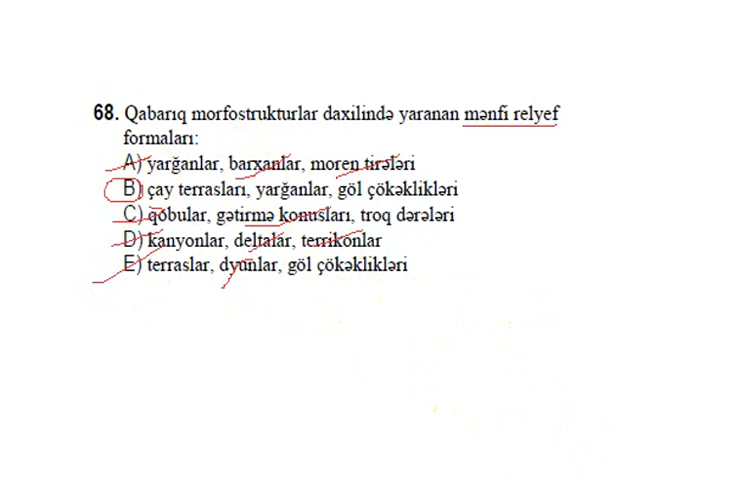 68. Qabarıq morfostrukturlar daxilində yaranan mənfi relyef
formaları:
A) yarğanlar, barxanlar, moren tirələri
B) çay terrasları, yarğanlar, göl çökəklikləri
C) qobular, gətirmə konusları, troq dərələri
D) kanyonlar, deltalar, terrikonlar
E) terraslar, dyunlar, göl çökəklikləri